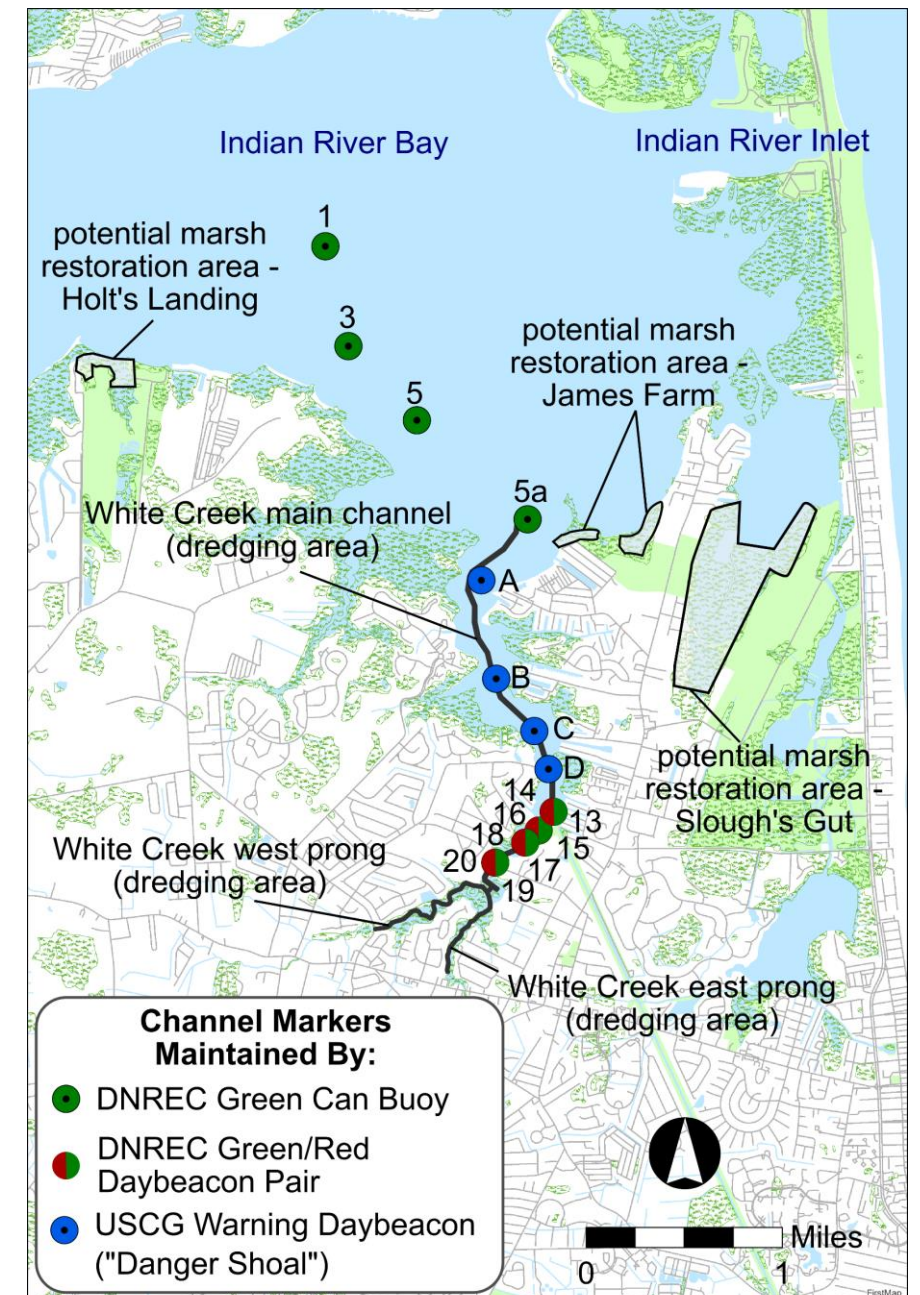 Indian River Bay
Indian River Inlet
1
potential marsh
restoration area -
Holt's Landing
3
potential marsh
restoration area -
James Farm
5
5a
White Creek main channel
(dredging area)
A
B
C
D
potential marsh
restoration area -
Slough's Gut
14
13
16
15
18
17
20
19
White Creek west prong
(dredging area)
White Creek east prong
(dredging area)
Channel Markers
Maintained By:
DNREC Green Can Buoy
DNREC Green/Red
Daybeacon Pair
USCG Warning Daybeacon
("Danger Shoal")
Miles
0
1
FirstMap